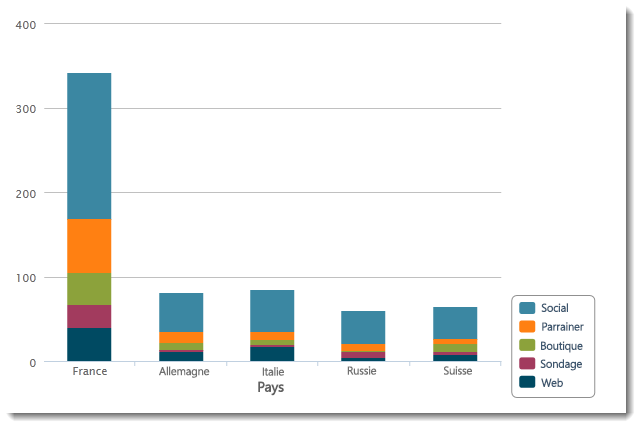 400
300
200
100
0
France
Allemagne
Italie
Russie
Suisse
Pays
Social
Parrainer
Boutique
Sondage
Web